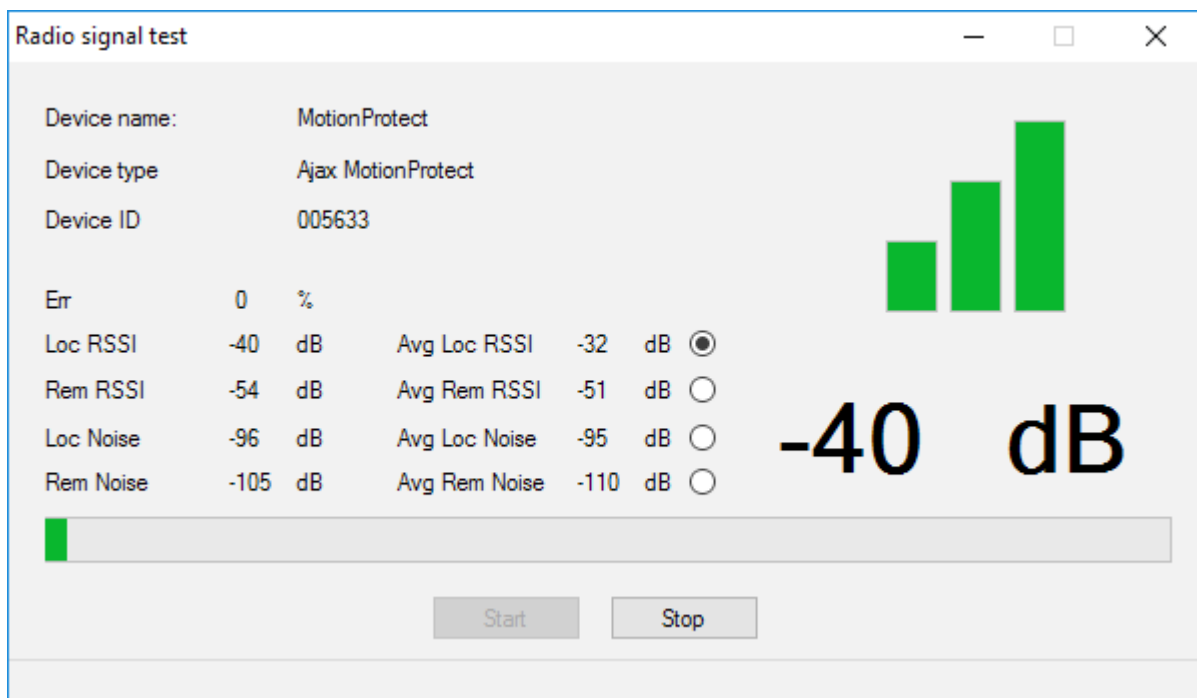 Radio signal test
Device name: MotionProtect
Device type Ajax MotionProtect
Device ID 005633
Err 0 %
Loc RSSI -40 dB Avg Loc RSSI -32 dB
Rem RSSI -54 dB Avg Rem RSSI -51 dB
Loc Noise -96 dB Avg Loc Noise -95 dB
Rem Noise -105 dB Avg Rem Noise -110 dB
-40 dB
Start Stop